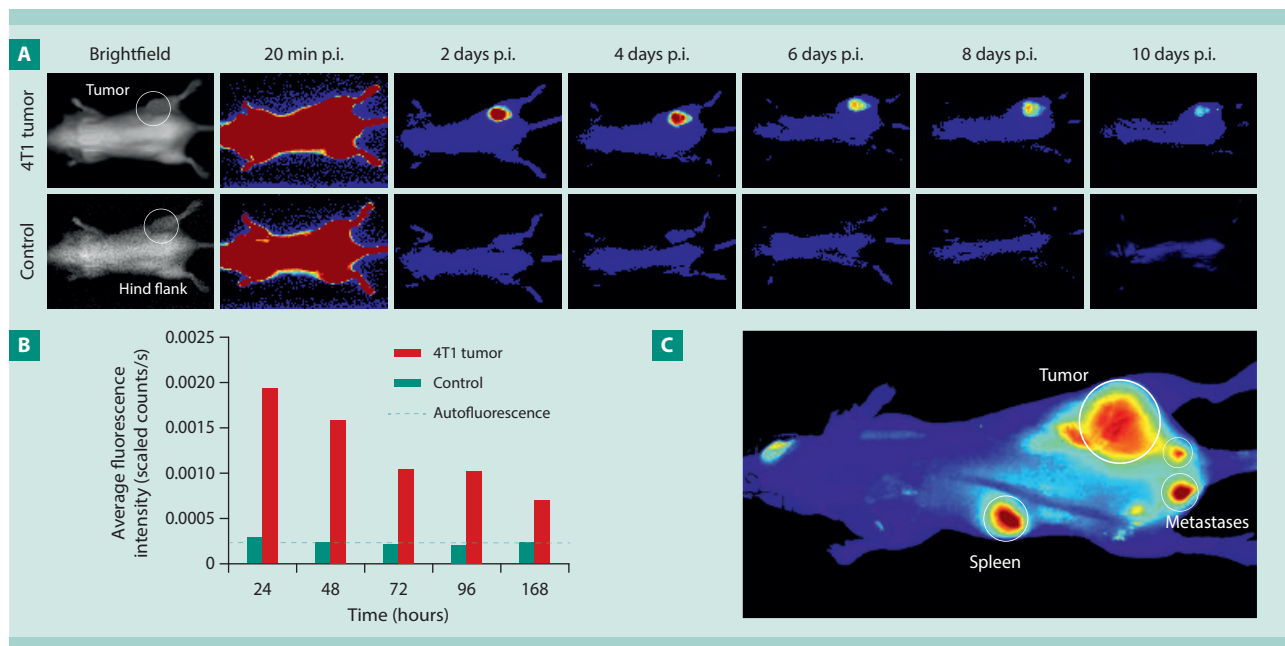 A
Brightfield
20 min p.i.
2 days p.i.
4 days p.i.
6 days p.i.
8 days p.i.
10 days p.i.
4T1 tumor
Tumor
Control
Hind flank
B
Average fluorescence
intensity (scaled counts/s)
0.0025
0.0020
0.0015
0.0010
0.0005
0
4T1 tumor
Control
Autofluorescence
24
48
72
96
168
Time (hours)
C
Tumor
Metastases
Spleen